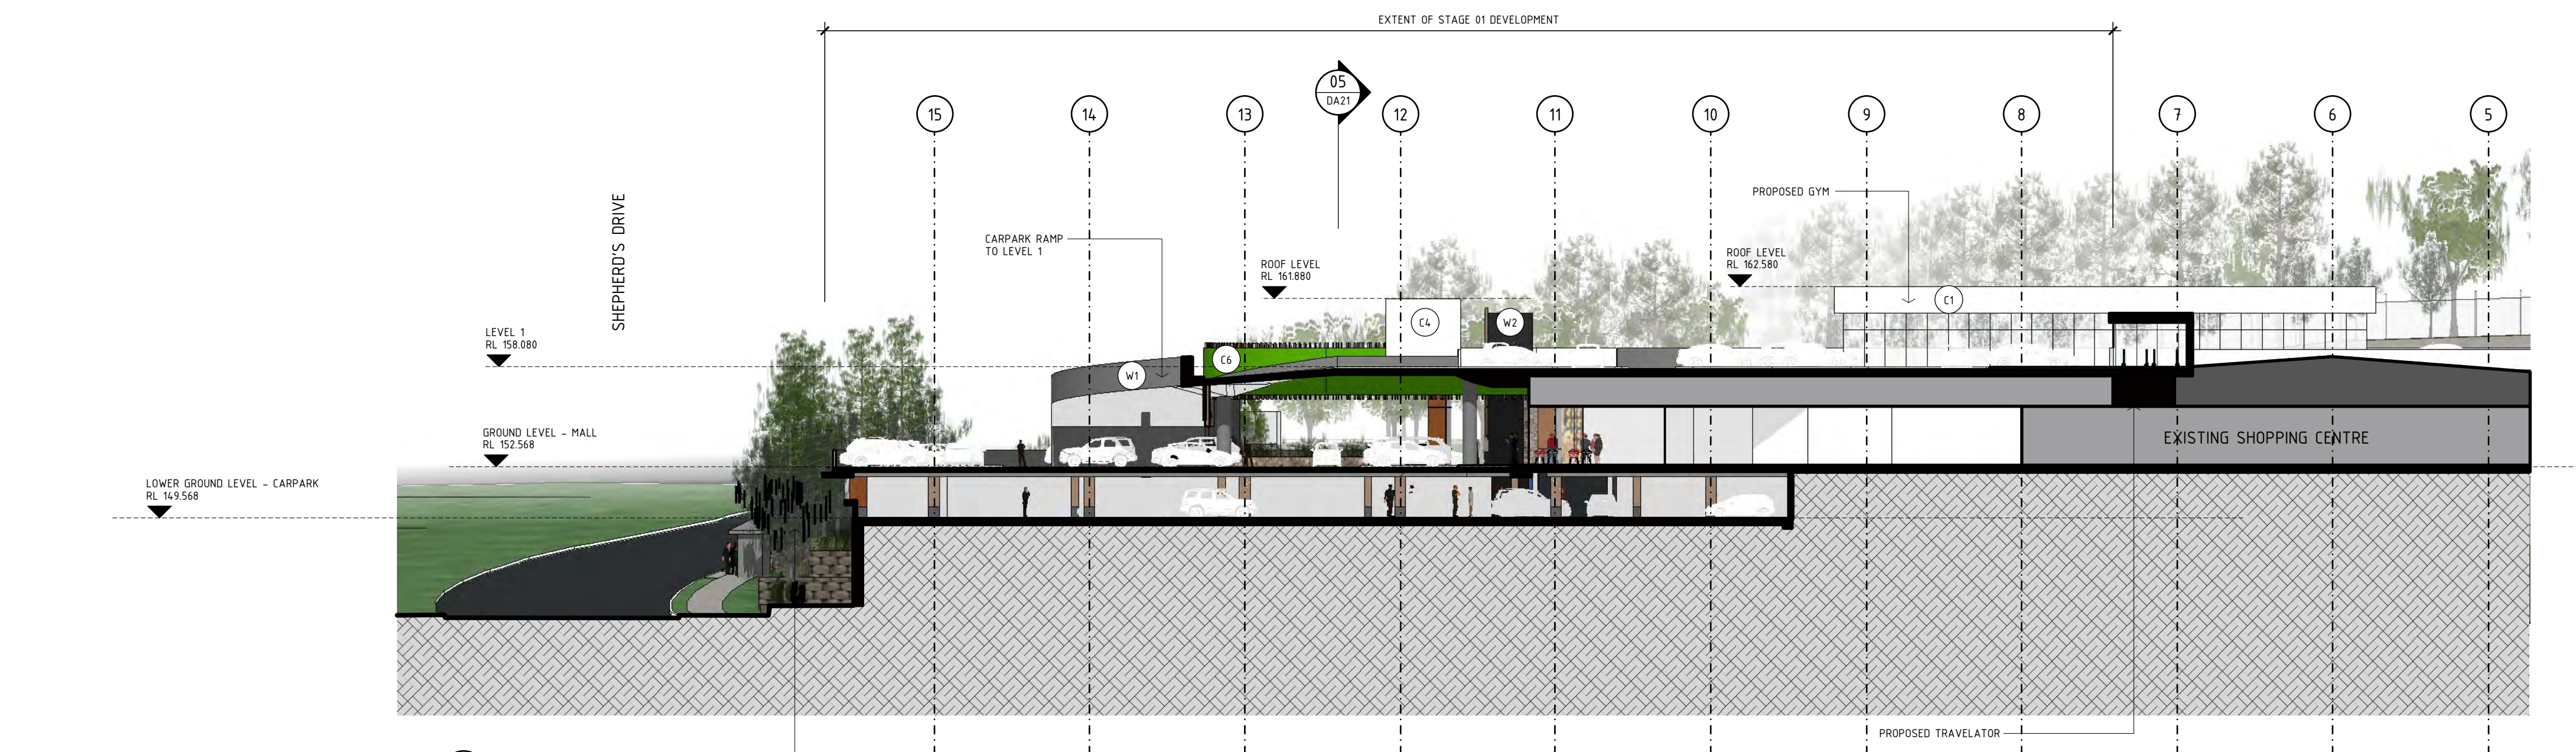 EXTENT OF STAGE 01 DEVELOPMENT
05
DA21
15
14
13
12
11
10
9
8
7
6
5
SHEPHERD'S DRIVE
PROPOSED GYM
CARPARK RAMP
TO LEVEL 1
ROOF LEVEL
RL 161.880
ROOF LEVEL
RL 162.580
C1
C4
W2
LEVEL 1
RL 158.080
C6
W1
GROUND LEVEL - MALL
RL 152.568
EXISTING SHOPPING CENTRE
LOWER GROUND LEVEL - CARPARK
RL 149.568
PROPOSED TRAVELATOR